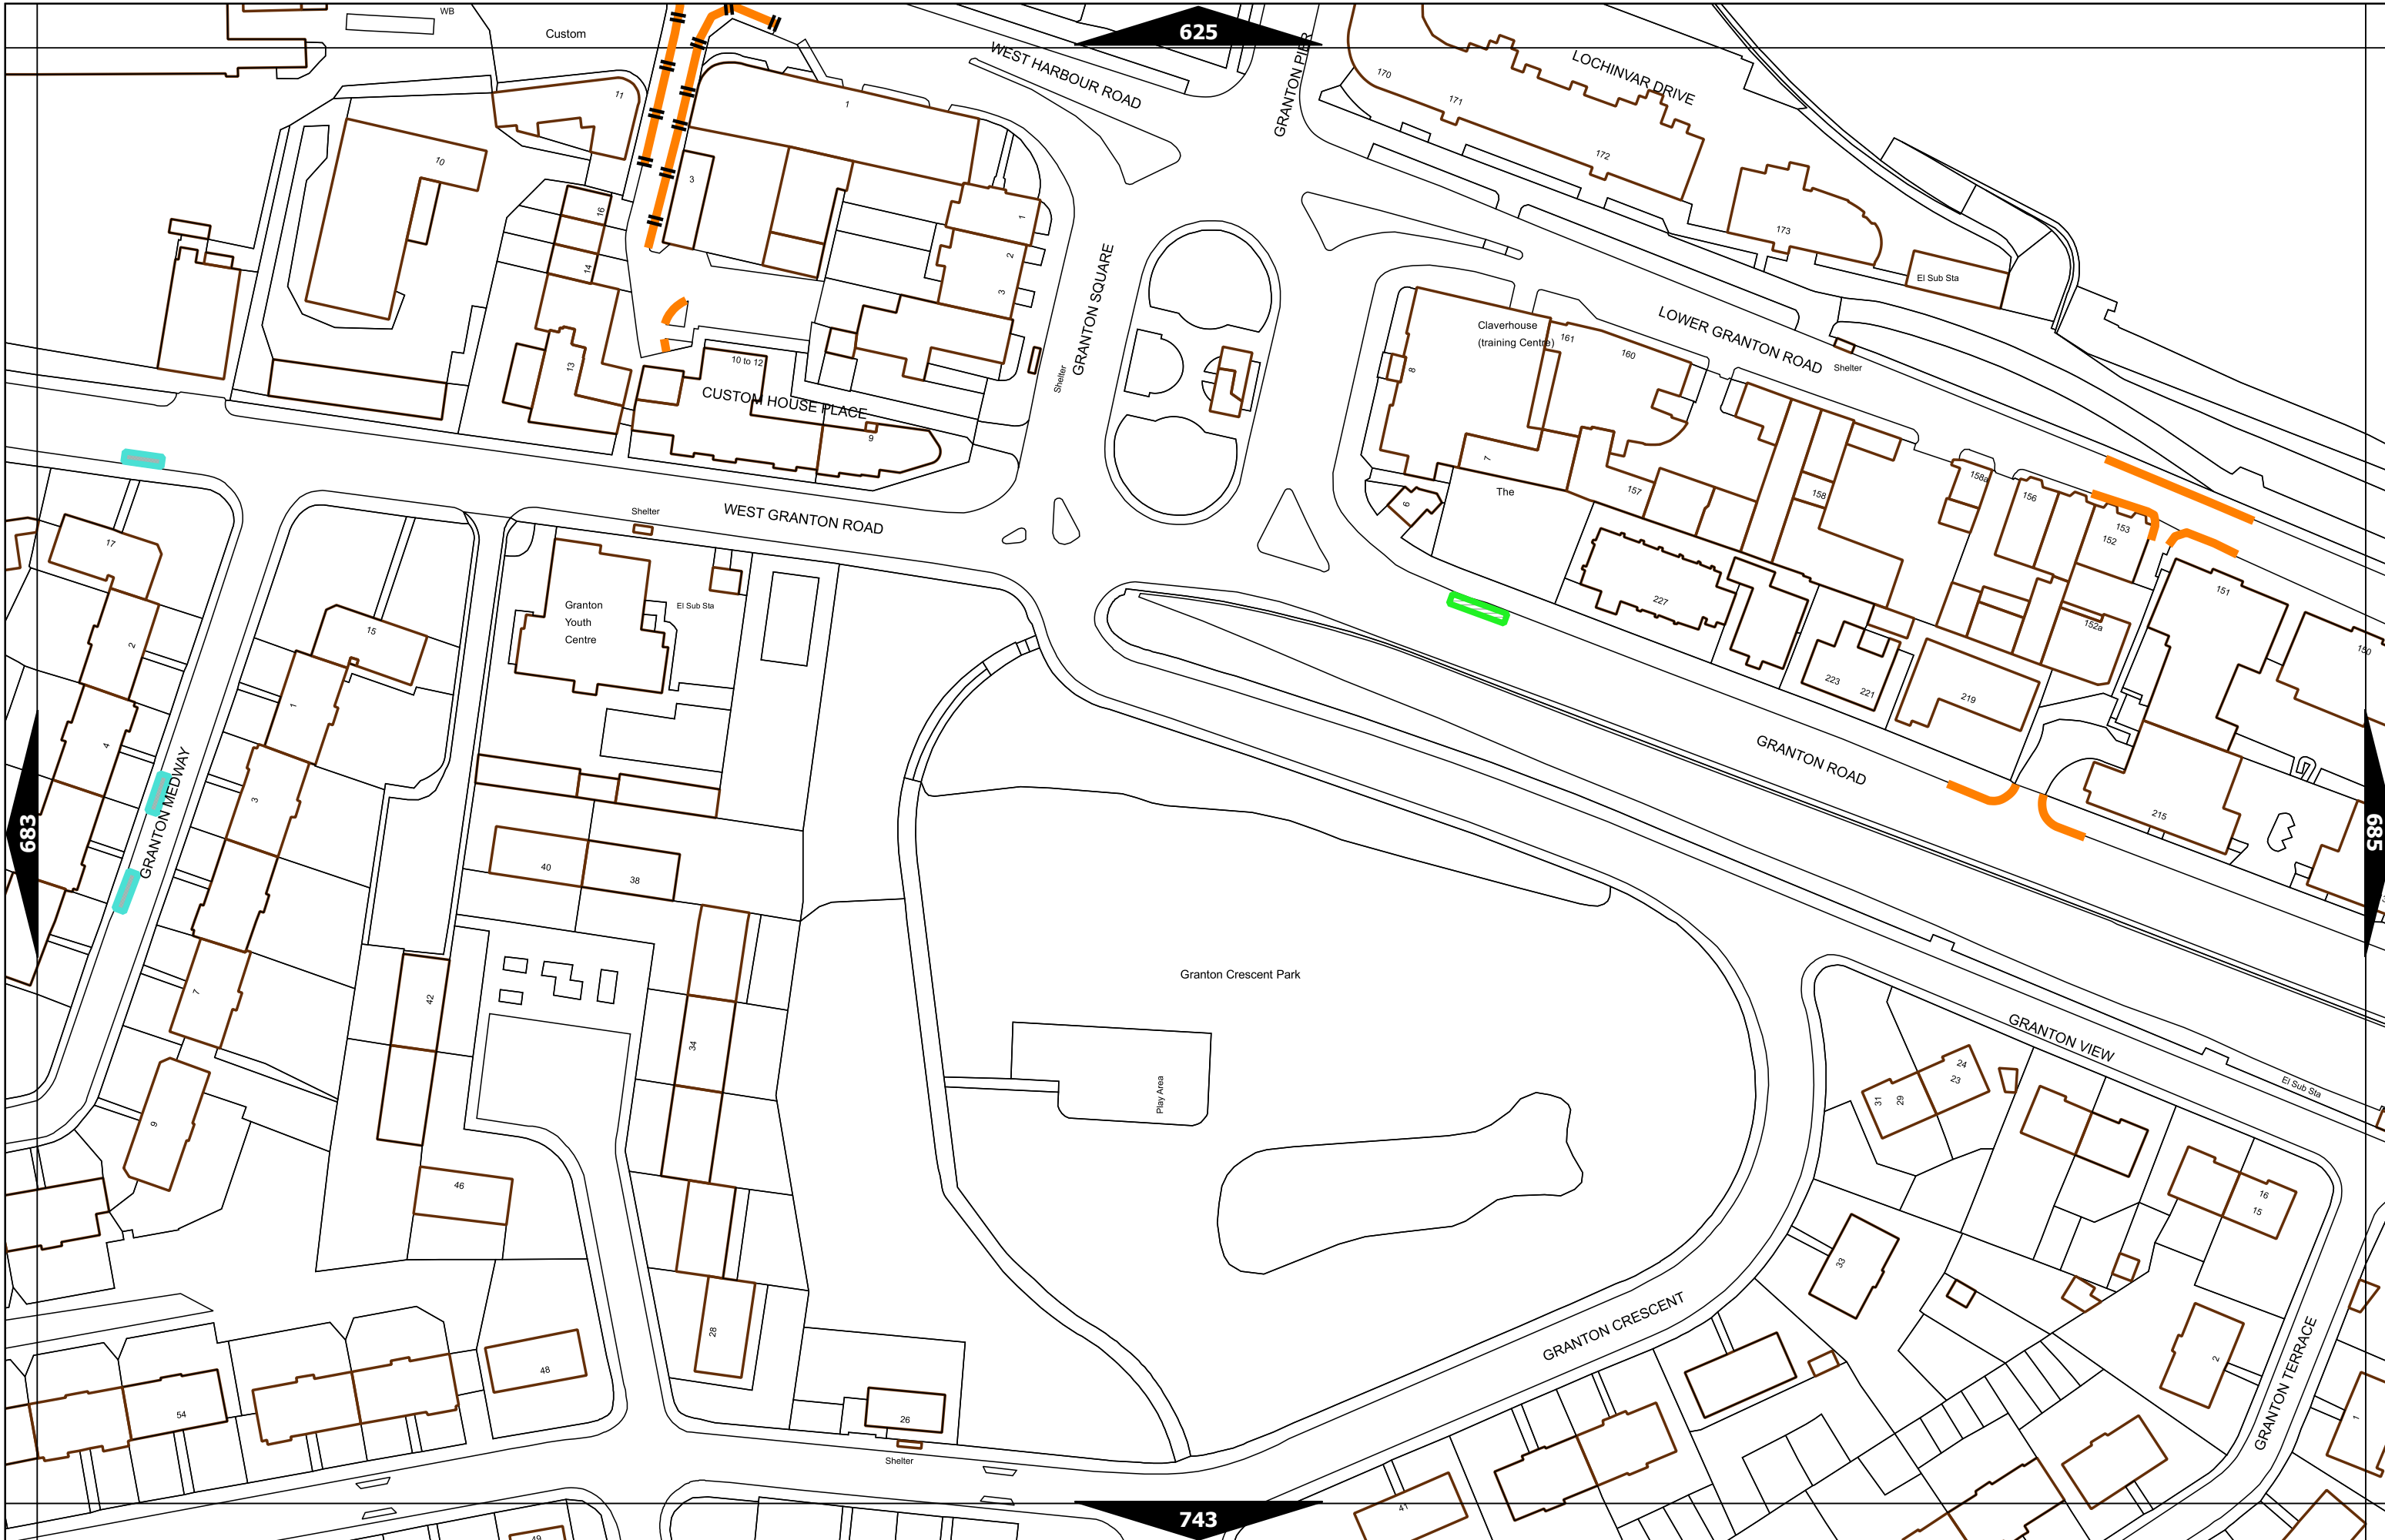 WB
Custom
625
WEST HARBOUR ROAD
GRANTON PIER
LOCHINVAR DRIVE
170
171
172
173
El Sub Sta
11
10
1
3
16
14
13
1
2
3
10 to 12
CUSTOM HOUSE PLACE
9
GRANTON SQUARE
Shelter
Claverhouse
(training Centre)
161
160
8
7
6
The
157
158
158a
156
153
152
152a
151
150
LOWER GRANTON ROAD
Shelter
WEST GRANTON ROAD
Shelter
Granton
Youth
Centre
El Sub Sta
17
2
4
15
1
3
7
9
GRANTON MEDWAY
683
227
223
221
219
215
GRANTON ROAD
685
40
38
42
34
46
28
26
48
54
Shelter
Granton Crescent Park
Play Area
GRANTON VIEW
El Sub Sta
24
23
31
29
33
16
15
2
1
GRANTON CRESCENT
GRANTON TERRACE
41
49
743